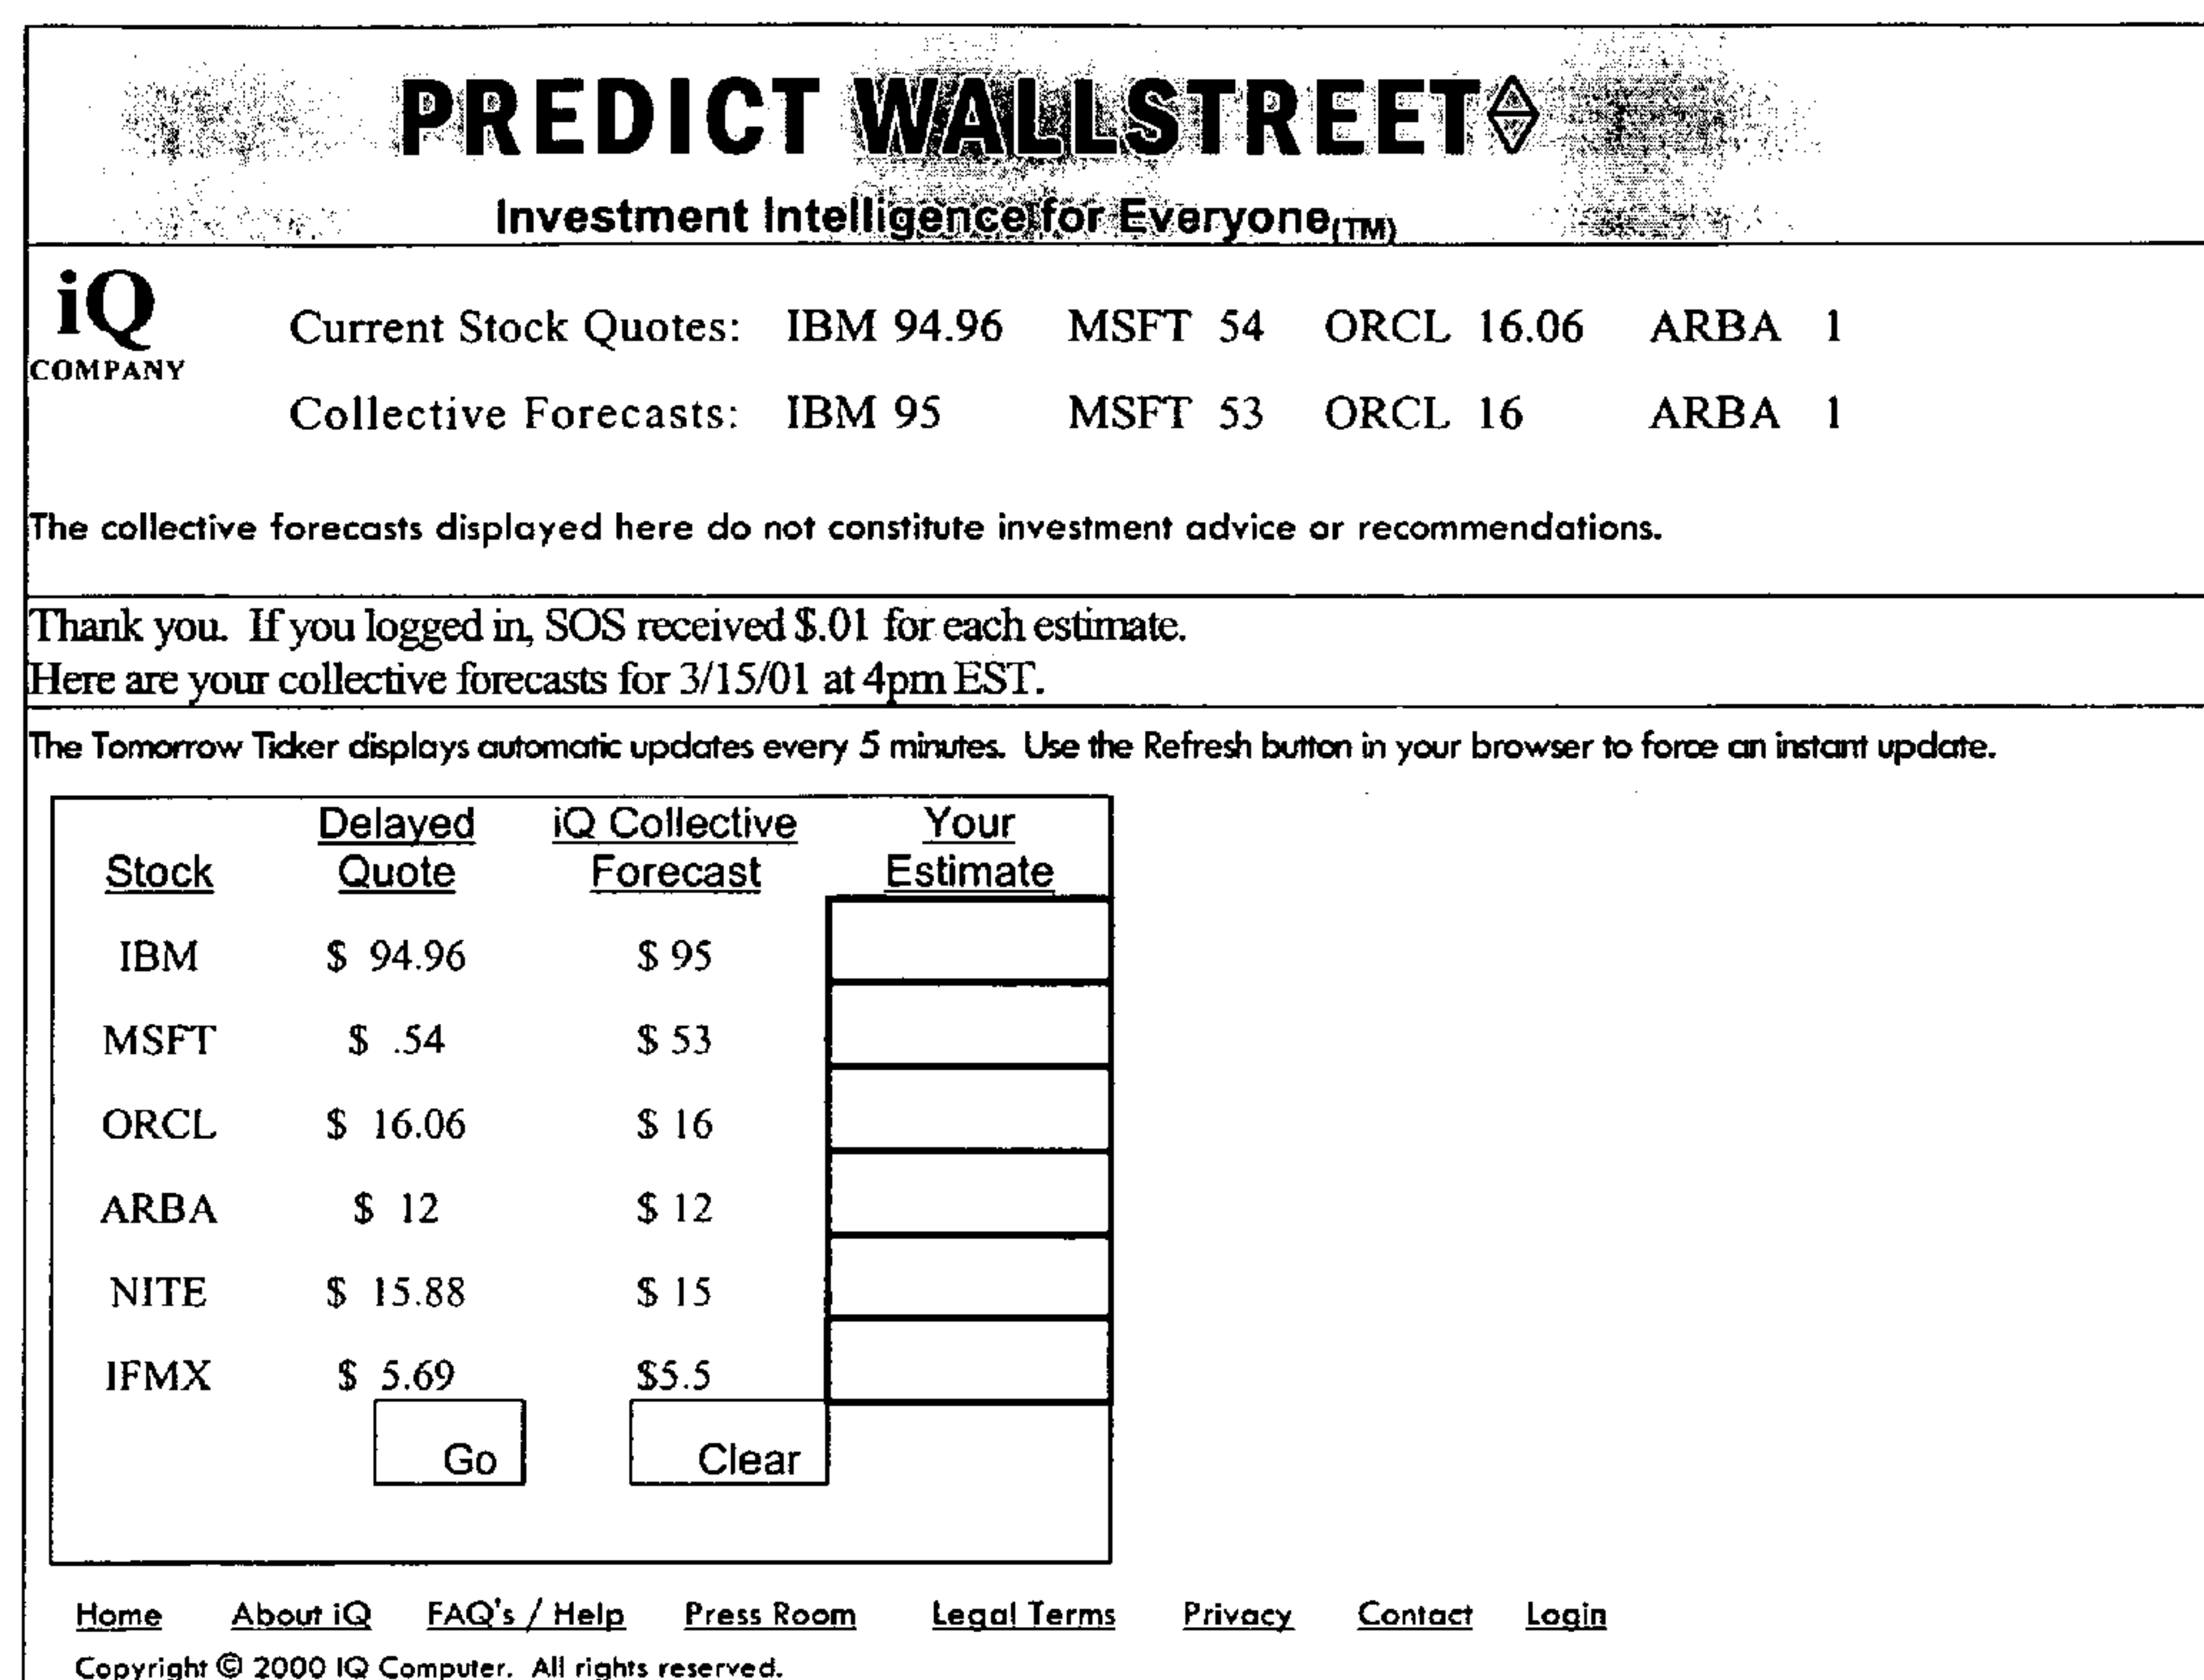 PREDICT WALLSTREET
Investment Intelligence for Everyone(TM)
iQ
COMPANY
Current Stock Quotes: IBM 94.96 MSFT 54 ORCL 16.06 ARBA 1
Collective Forecasts: IBM 95 MSFT 53 ORCL 16 ARBA 1
The collective forecasts displayed here do not constitute investment advice or recommendations.
Thank you. If you logged in, SOS received $.01 for each estimate.
Here are your collective forecasts for 3/15/01 at 4pm EST.
The Tomorrow Ticker displays automatic updates every 5 minutes. Use the Refresh button in your browser to force an instant update.
Delayed iQ Collective Your
Stock Quote Forecast Estimate
IBM $ 94.96 $ 95
MSFT $ .54 $ 53
ORCL $ 16.06 $ 16
ARBA $ 12 $ 12
NITE $ 15.88 $ 15
IFMX $ 5.69 $5.5
Go Clear
Home About iQ FAQ's / Help Press Room Legal Terms Privacy Contact Login
Copyright © 2000 IQ Computer. All rights reserved.